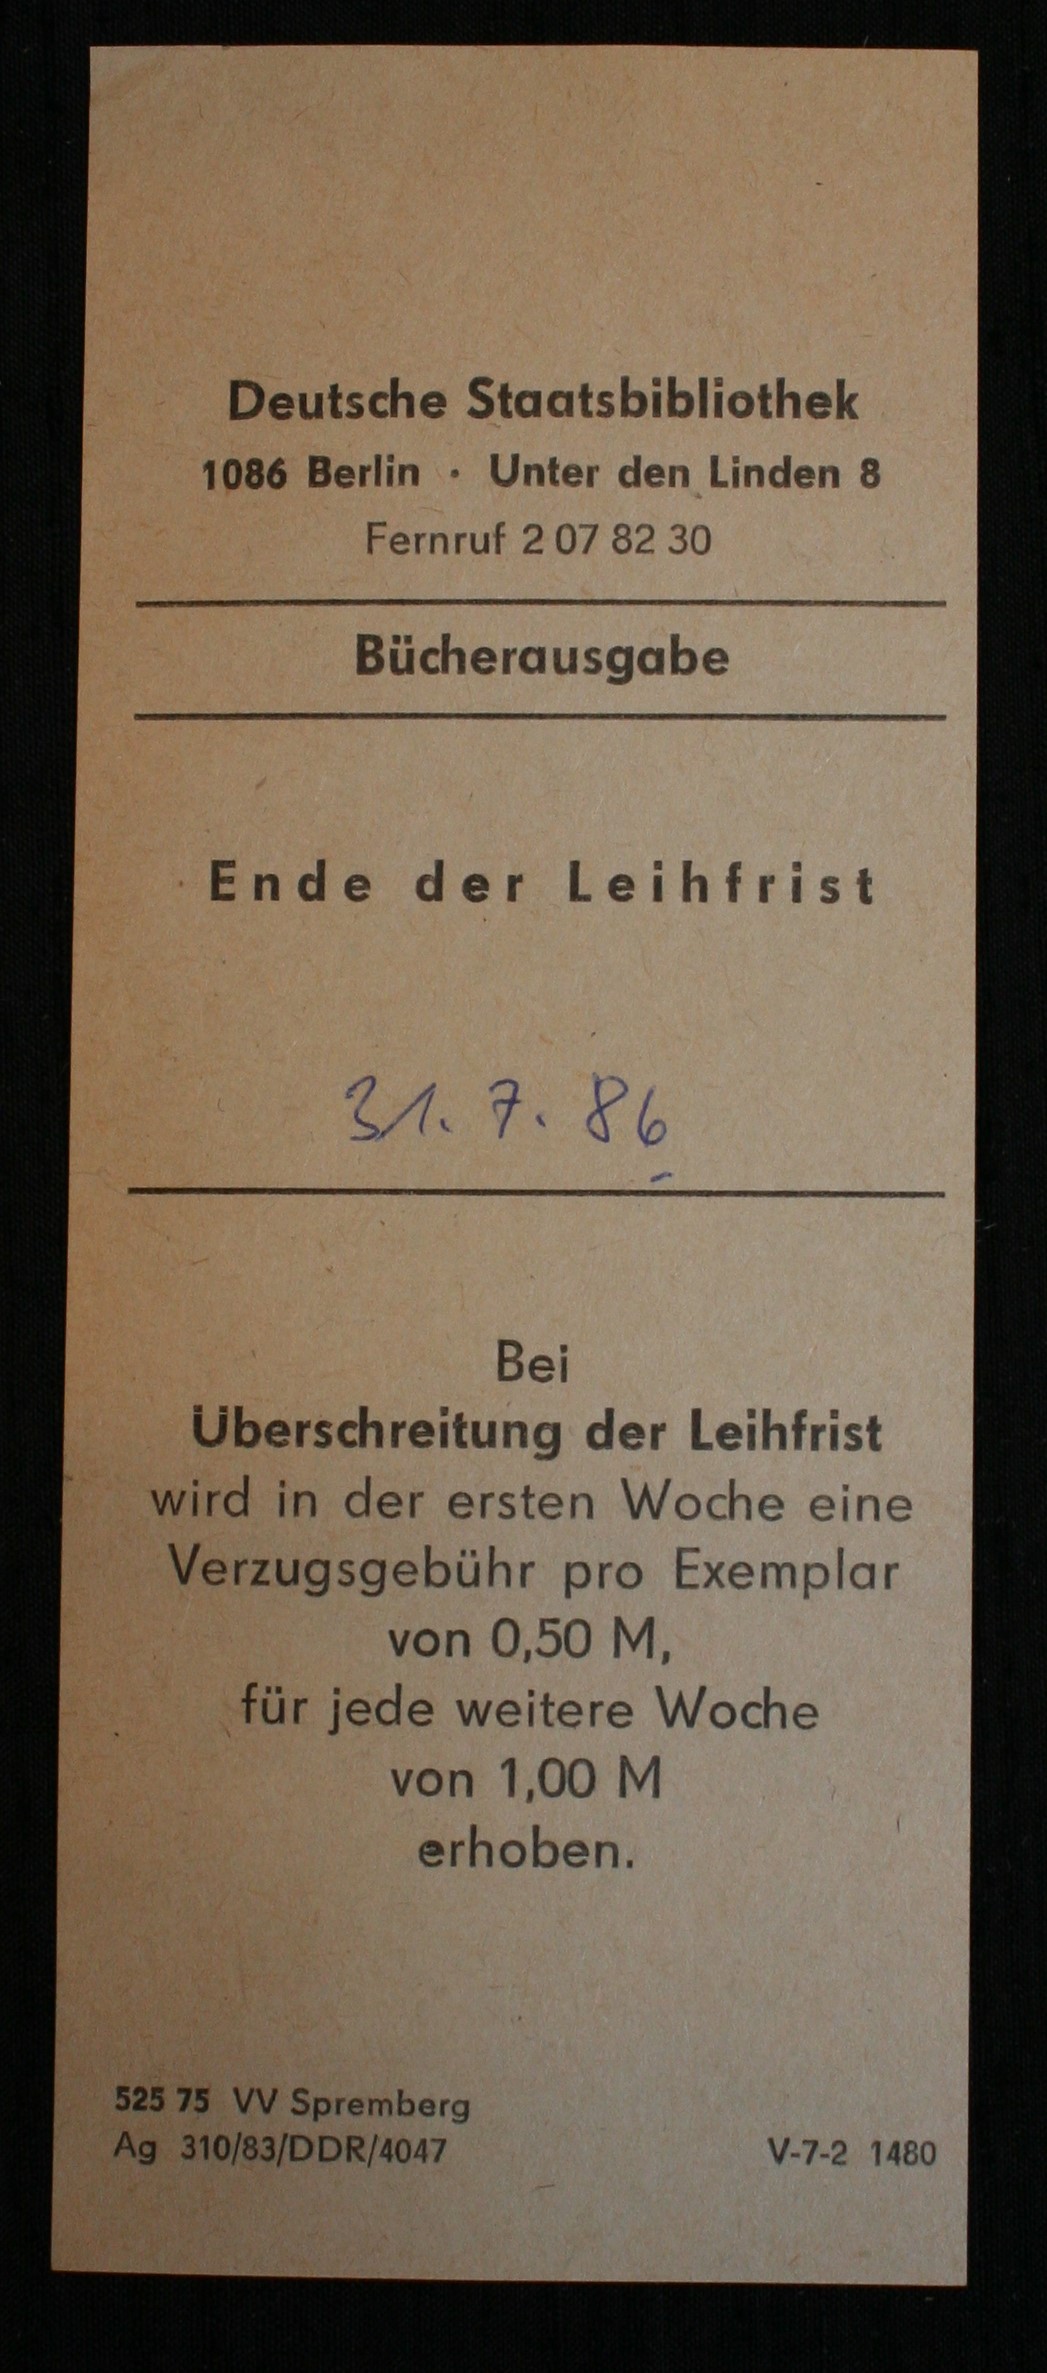 Deutsche Staatsbibliothek
1086 Berlin · Unter den Linden 8
Fernruf 2 07 82 30
Bücherausgabe
Ende der Leihfrist
31. 7. 86
Bei
Überschreitung der Leihfrist
wird in der ersten Woche eine
Verzugsgebühr pro Exemplar
von 0,50 M,
für jede weitere Woche
von 1,00 M
erhoben.
525 75 VV Spremberg
Ag 310/83/DDR/4047 V-7-2 1480